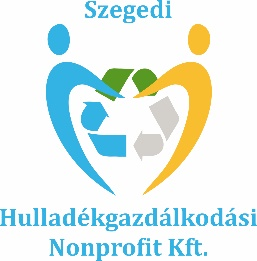 Szegedi
Hulladékgazdálkodási
Nonprofit Kft.